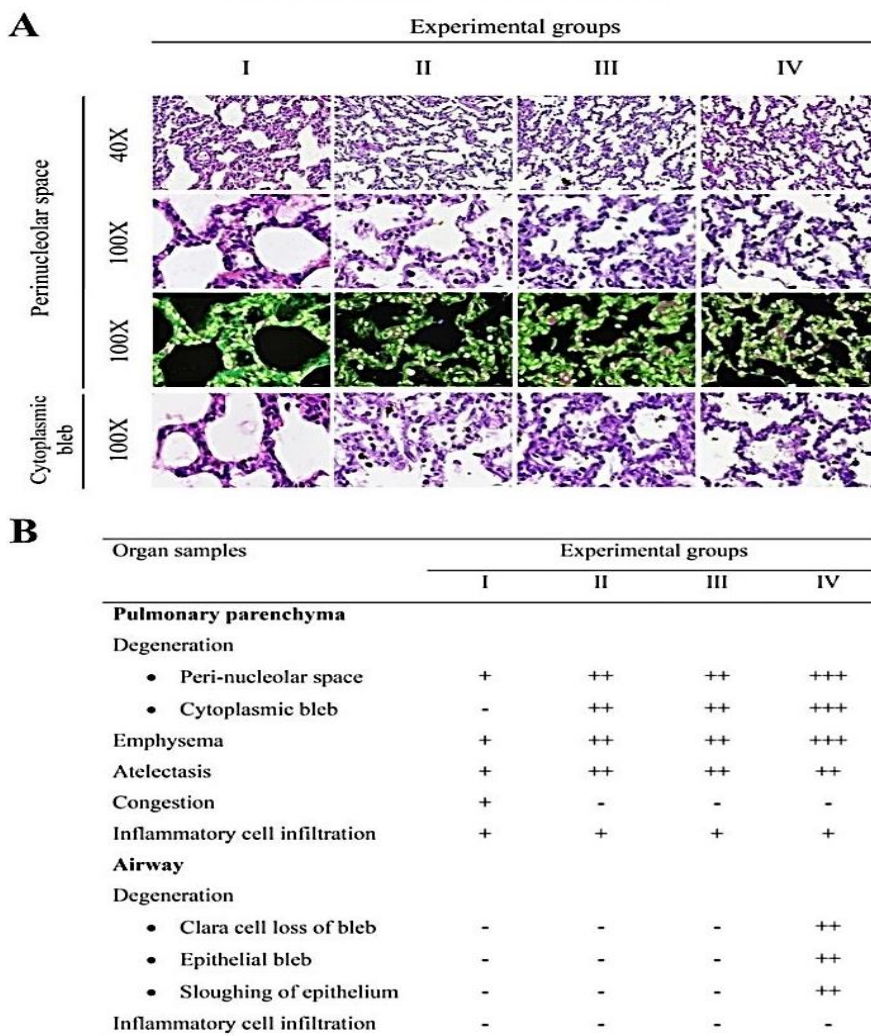 A
Experimental groups
I II III IV
Perinucleolar space
40X
100X
100X
Cytoplasmic bleb
100X
B
Organ samples Experimental groups
I II III IV
Pulmonary parenchyma
Degeneration
• Peri-nucleolar space + ++ ++ +++
• Cytoplasmic bleb - ++ ++ +++
Emphysema + ++ ++ +++
Atelectasis + ++ ++ ++
Congestion + - - -
Inflammatory cell infiltration + + + +
Airway
Degeneration
• Clara cell loss of bleb - - - ++
• Epithelial bleb - - - ++
• Sloughing of epithelium - - - ++
Inflammatory cell infiltration - - - -